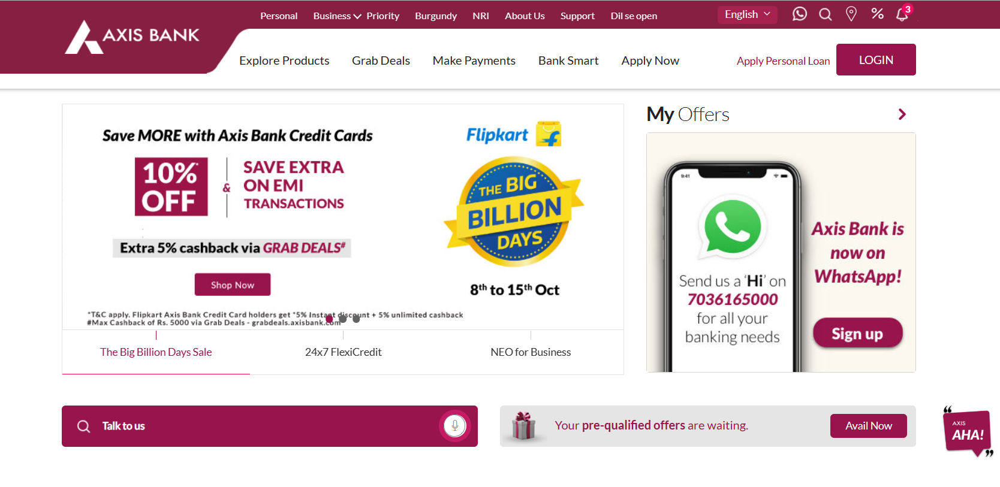 Personal Business Priority Burgundy NRI About Us Support Dil se open English 3
AXIS BANK
Explore Products Grab Deals Make Payments Bank Smart Apply Now Apply Personal Loan LOGIN
Save MORE with Axis Bank Credit Cards
10%*
OFF
&
SAVE EXTRA
ON EMI
TRANSACTIONS
Extra 5% cashback via GRAB DEALS#
Shop Now
Flipkart
THE BIG
BILLION
DAYS
8th to 15th Oct
*T&C apply. Flipkart Axis Bank Credit Card holders get *5% Instant discount + 5% unlimited cashback
#Max Cashback of Rs. 5000 via Grab Deals - grabdeals.axisbank.com
The Big Billion Days Sale 24x7 FlexiCredit NEO for Business
My Offers
9:41
Send us a ‘Hi’ on
7036165000
for all your
banking needs
Axis Bank is
now on
WhatsApp!
Sign up
Talk to us
Your pre-qualified offers are waiting. Avail Now
“
AXIS
AHA!
”